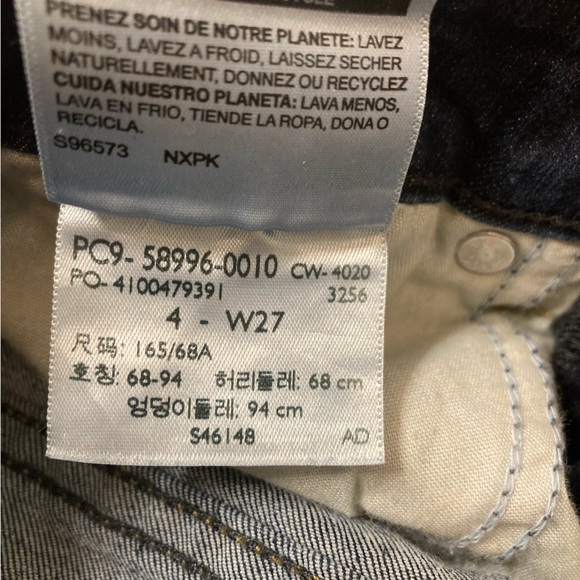 PRENEZ SOIN DE NOTRE PLANETE: LAVEZ
MOINS, LAVEZ A FROID, LAISSEZ SECHER
NATURELLEMENT, DONNEZ OU RECYCLEZ
CUIDA NUESTRO PLANETA: LAVA MENOS,
LAVA EN FRIO, TIENDE LA ROPA, DONA O
RECICLA.
S96573 NXPK
PC9- 58996-0010 CW- 4020
PO- 4100479391 3256
4 - W27
尺码: 165/68A
호칭: 68-94 허리둘레: 68 cm
엉덩이둘레: 94 cm
S46148 AD